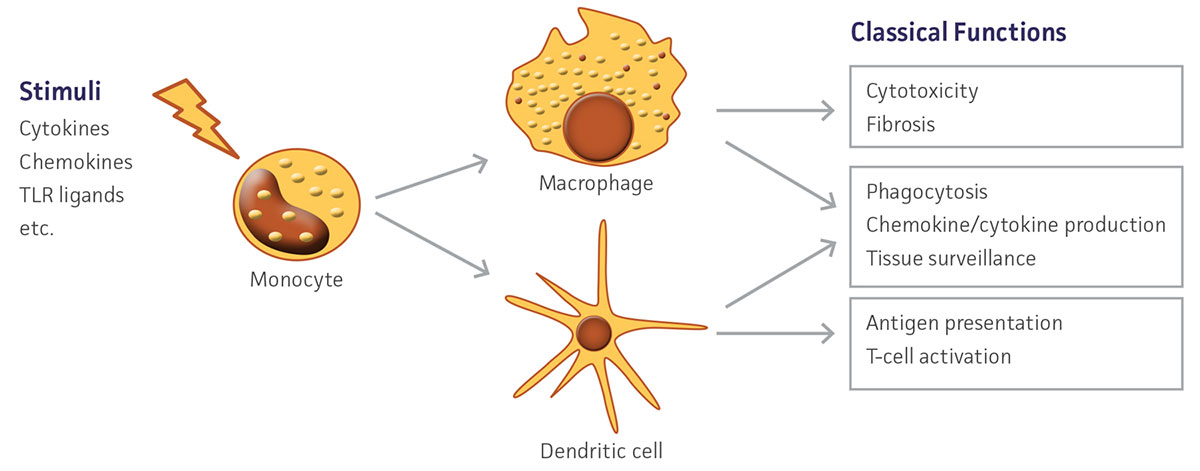 Stimuli
Cytokines
Chemokines
TLR ligands
etc.
Monocyte
Macrophage
Dendritic cell
Classical Functions
Cytotoxicity
Fibrosis
Phagocytosis
Chemokine/cytokine production
Tissue surveillance
Antigen presentation
T-cell activation